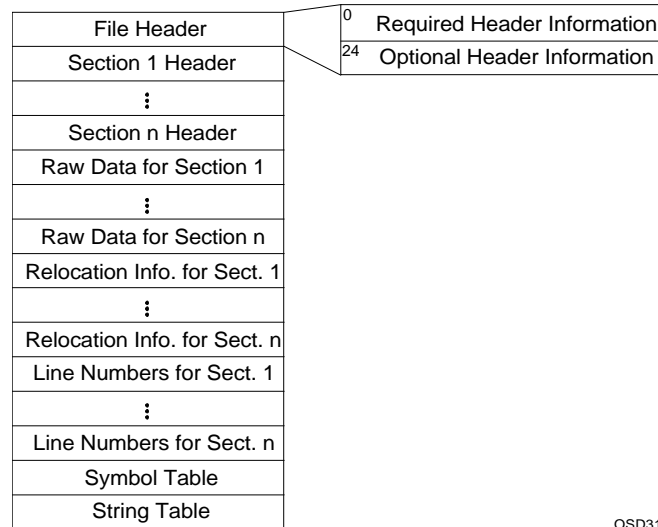 File Header
0 Required Header Information
24 Optional Header Information
Section 1 Header
Section n Header
Raw Data for Section 1
Raw Data for Section n
Relocation Info. for Sect. 1
Relocation Info. for Sect. n
Line Numbers for Sect. 1
Line Numbers for Sect. n
Symbol Table
String Table